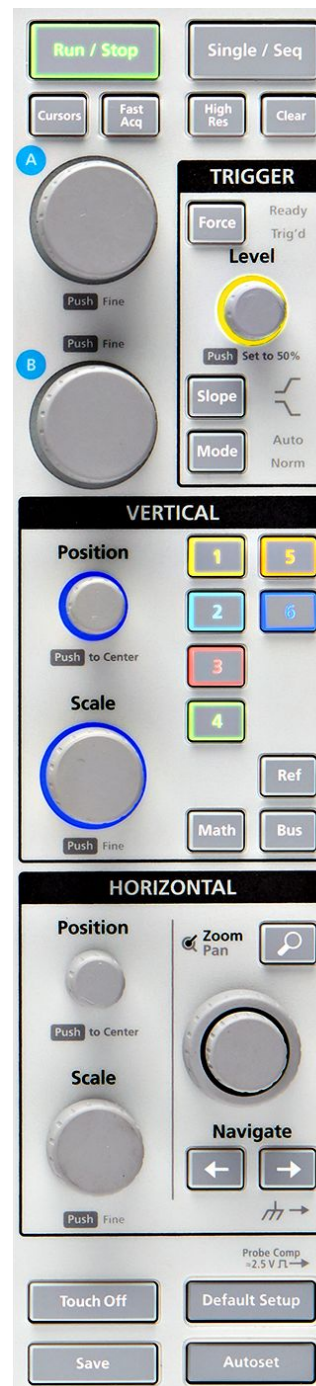 Run / Stop
Single / Seq
Cursors
Fast
Acq
High
Res
Clear
A
TRIGGER
Force
Ready
Trig'd
Level
Push Fine
Push Fine
Push Set to 50%
B
Slope
Mode
Auto
Norm
VERTICAL
Position
1
5
2
6
Push to Center
3
Scale
4
Ref
Push Fine
Math
Bus
HORIZONTAL
Position
Zoom
Pan
Push to Center
Scale
Navigate
← →
Push Fine
Probe Comp
≈2.5 V
Touch Off
Default Setup
Save
Autoset